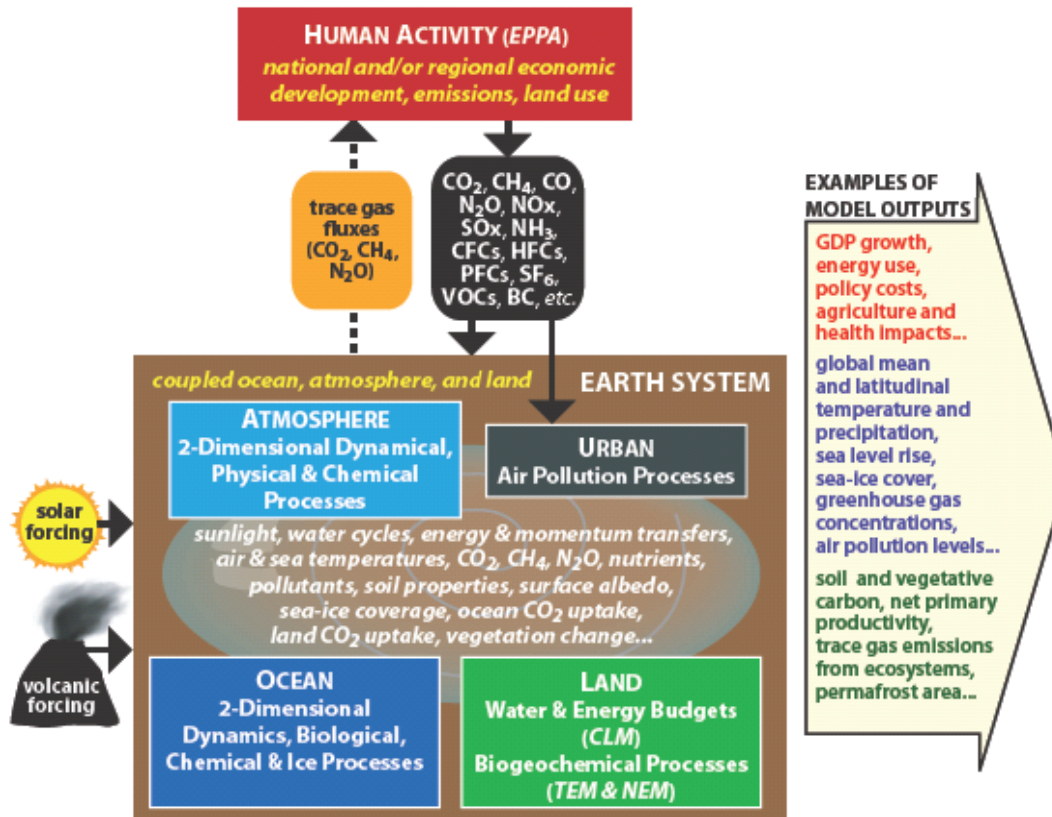 HUMAN ACTIVITY (EPPA)
national and/or regional economic
development, emissions, land use
trace gas
fluxes
(CO₂, CH₄,
N₂O)
CO₂, CH₄, CO,
N₂O, NOx,
SOx, NH₃,
CFCs, HFCs,
PFCs, SF₆,
VOCs, BC, etc.
coupled ocean, atmosphere, and land
EARTH SYSTEM
ATMOSPHERE
2-Dimensional Dynamical,
Physical & Chemical
Processes
URBAN
Air Pollution Processes
solar
forcing
volcanic
forcing
sunlight, water cycles, energy & momentum transfers,
air & sea temperatures, CO₂, CH₄, N₂O, nutrients,
pollutants, soil properties, surface albedo,
sea-ice coverage, ocean CO₂ uptake,
land CO₂ uptake, vegetation change...
OCEAN
2-Dimensional
Dynamics, Biological,
Chemical & Ice Processes
LAND
Water & Energy Budgets
(CLM)
Biogeochemical Processes
(TEM & NEM)
EXAMPLES OF
MODEL OUTPUTS
GDP growth,
energy use,
policy costs,
agriculture and
health impacts...
global mean
and latitudinal
temperature and
precipitation,
sea level rise,
sea-ice cover,
greenhouse gas
concentrations,
air pollution levels...
soil and vegetative
carbon, net primary
productivity,
trace gas emissions
from ecosystems,
permafrost area...